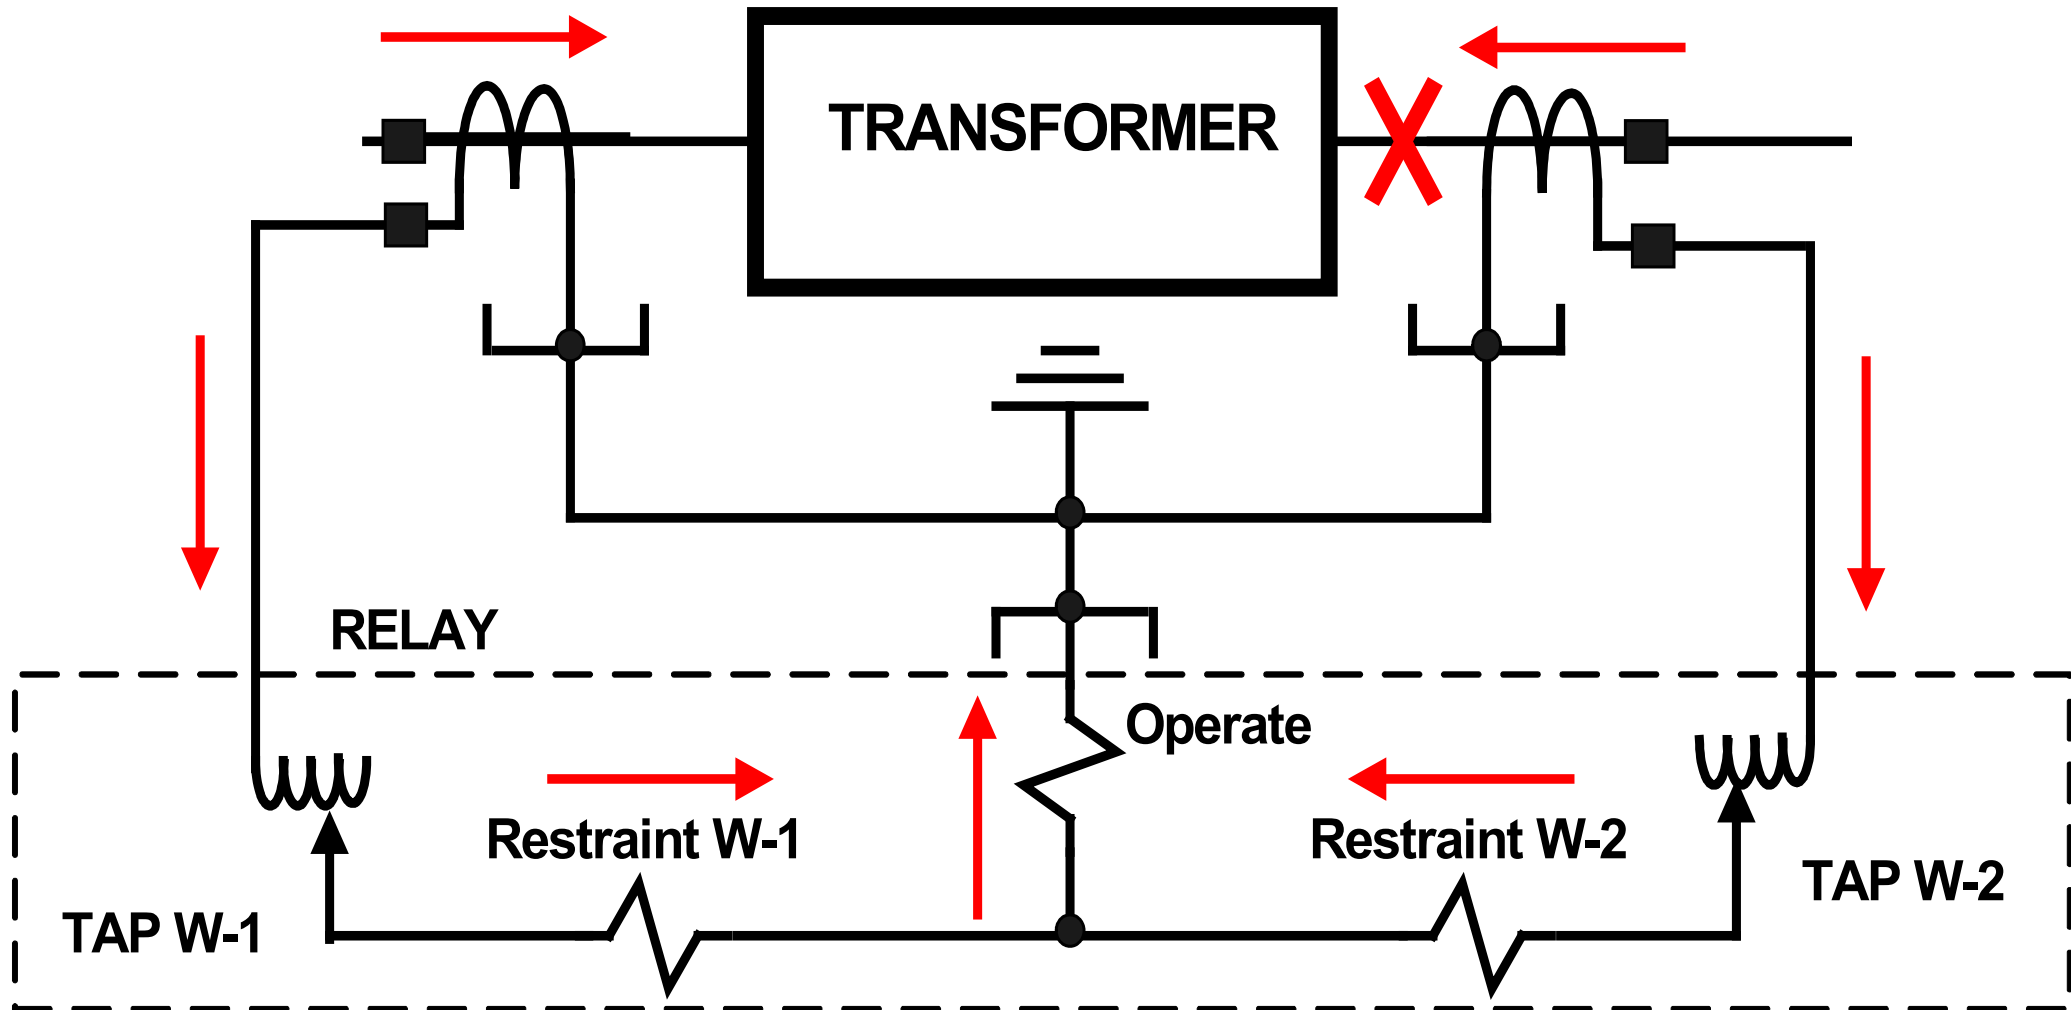 TRANSFORMER
RELAY
Operate
Restraint W-1
Restraint W-2
TAP W-1
TAP W-2